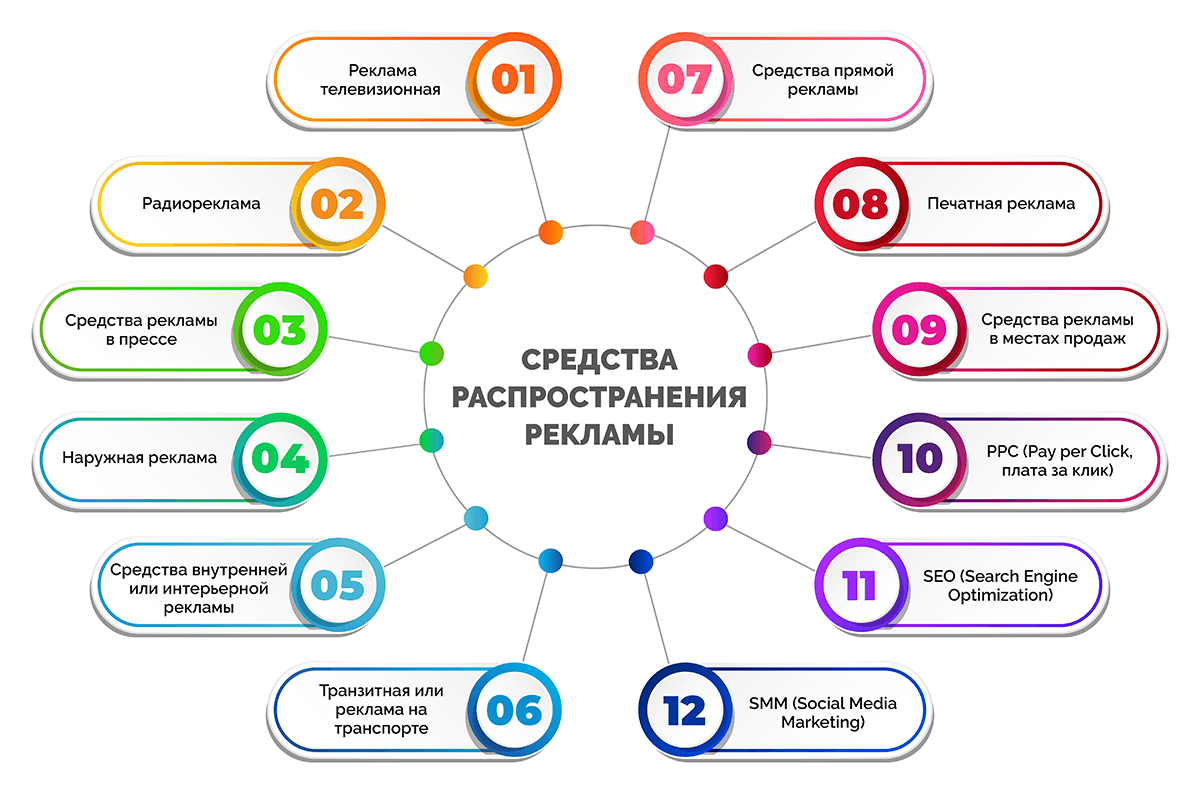 СРЕДСТВА
РАСПРОСТРАНЕНИЯ
РЕКЛАМЫ
01
Реклама
телевизионная
02
Радиореклама
03
Средства рекламы
в прессе
04
Наружная реклама
05
Средства внутренней
или интерьерной
рекламы
06
Транзитная или
реклама на
транспорте
07
Средства прямой
рекламы
08
Печатная реклама
09
Средства рекламы
в местах продаж
10
PPC (Pay per Click,
плата за клик)
11
SEO (Search Engine
Optimization)
12
SMM (Social Media
Marketing)